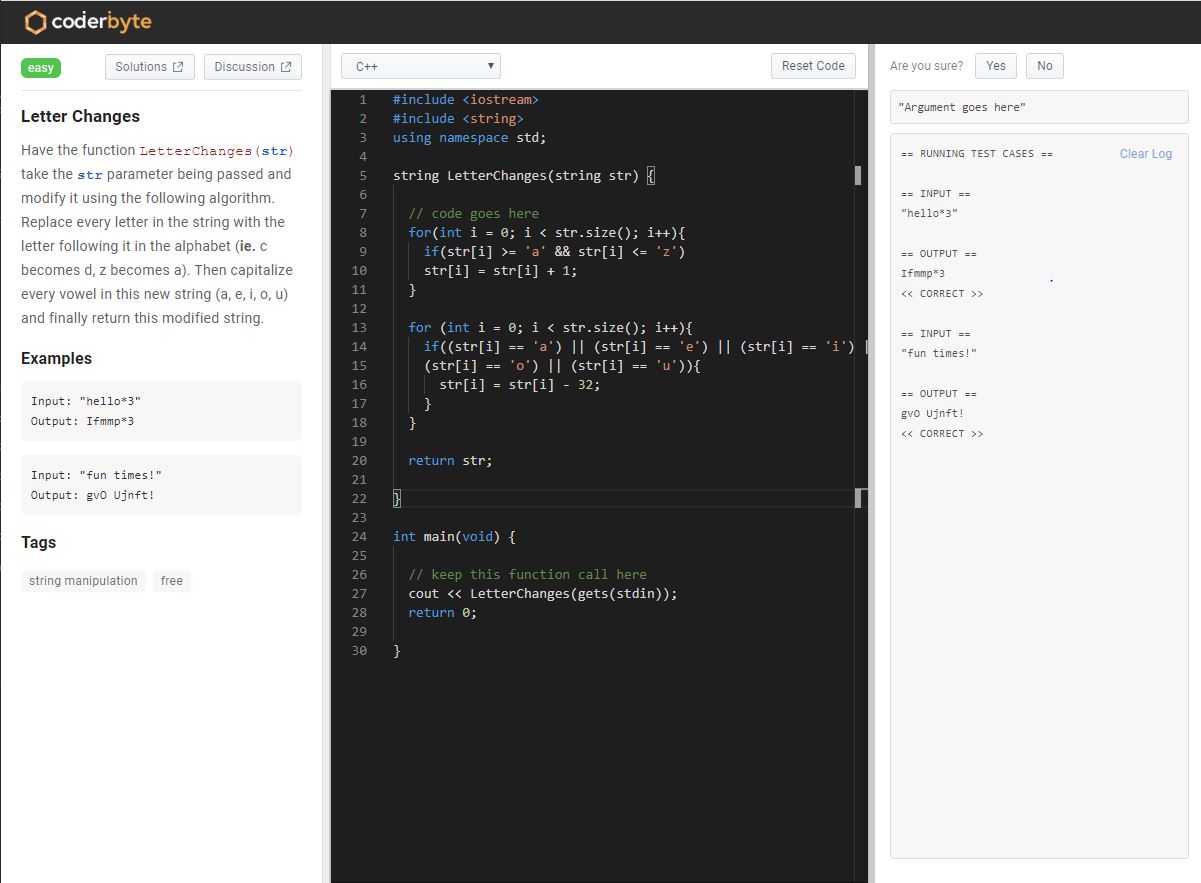 coderbyte
easy
Solutions
Discussion
Letter Changes
Have the function LetterChanges(str)
take the str parameter being passed and
modify it using the following algorithm.
Replace every letter in the string with the
letter following it in the alphabet (ie. c
becomes d, z becomes a). Then capitalize
every vowel in this new string (a, e, i, o, u)
and finally return this modified string.
Examples
Input: "hello*3"
Output: Ifmmp*3
Input: "fun times!"
Output: gvO Ujnft!
Tags
string manipulation free
C++
Reset Code
1 #include <iostream>
2 #include <string>
3 using namespace std;
4
5 string LetterChanges(string str) {
6
7 // code goes here
8 for(int i = 0; i < str.size(); i++){
9 if(str[i] >= 'a' && str[i] <= 'z')
10 str[i] = str[i] + 1;
11 }
12
13 for (int i = 0; i < str.size(); i++){
14 if((str[i] == 'a') || (str[i] == 'e') || (str[i] == 'i') |
15 (str[i] == 'o') || (str[i] == 'u')){
16 str[i] = str[i] - 32;
17 }
18 }
19
20 return str;
21
22 }
23
24 int main(void) {
25
26 // keep this function call here
27 cout << LetterChanges(gets(stdin));
28 return 0;
29
30 }
Are you sure? Yes No
"Argument goes here"
== RUNNING TEST CASES == Clear Log
== INPUT ==
"hello*3"
== OUTPUT ==
Ifmmp*3
<< CORRECT >>
== INPUT ==
"fun times!"
== OUTPUT ==
gvO Ujnft!
<< CORRECT >>